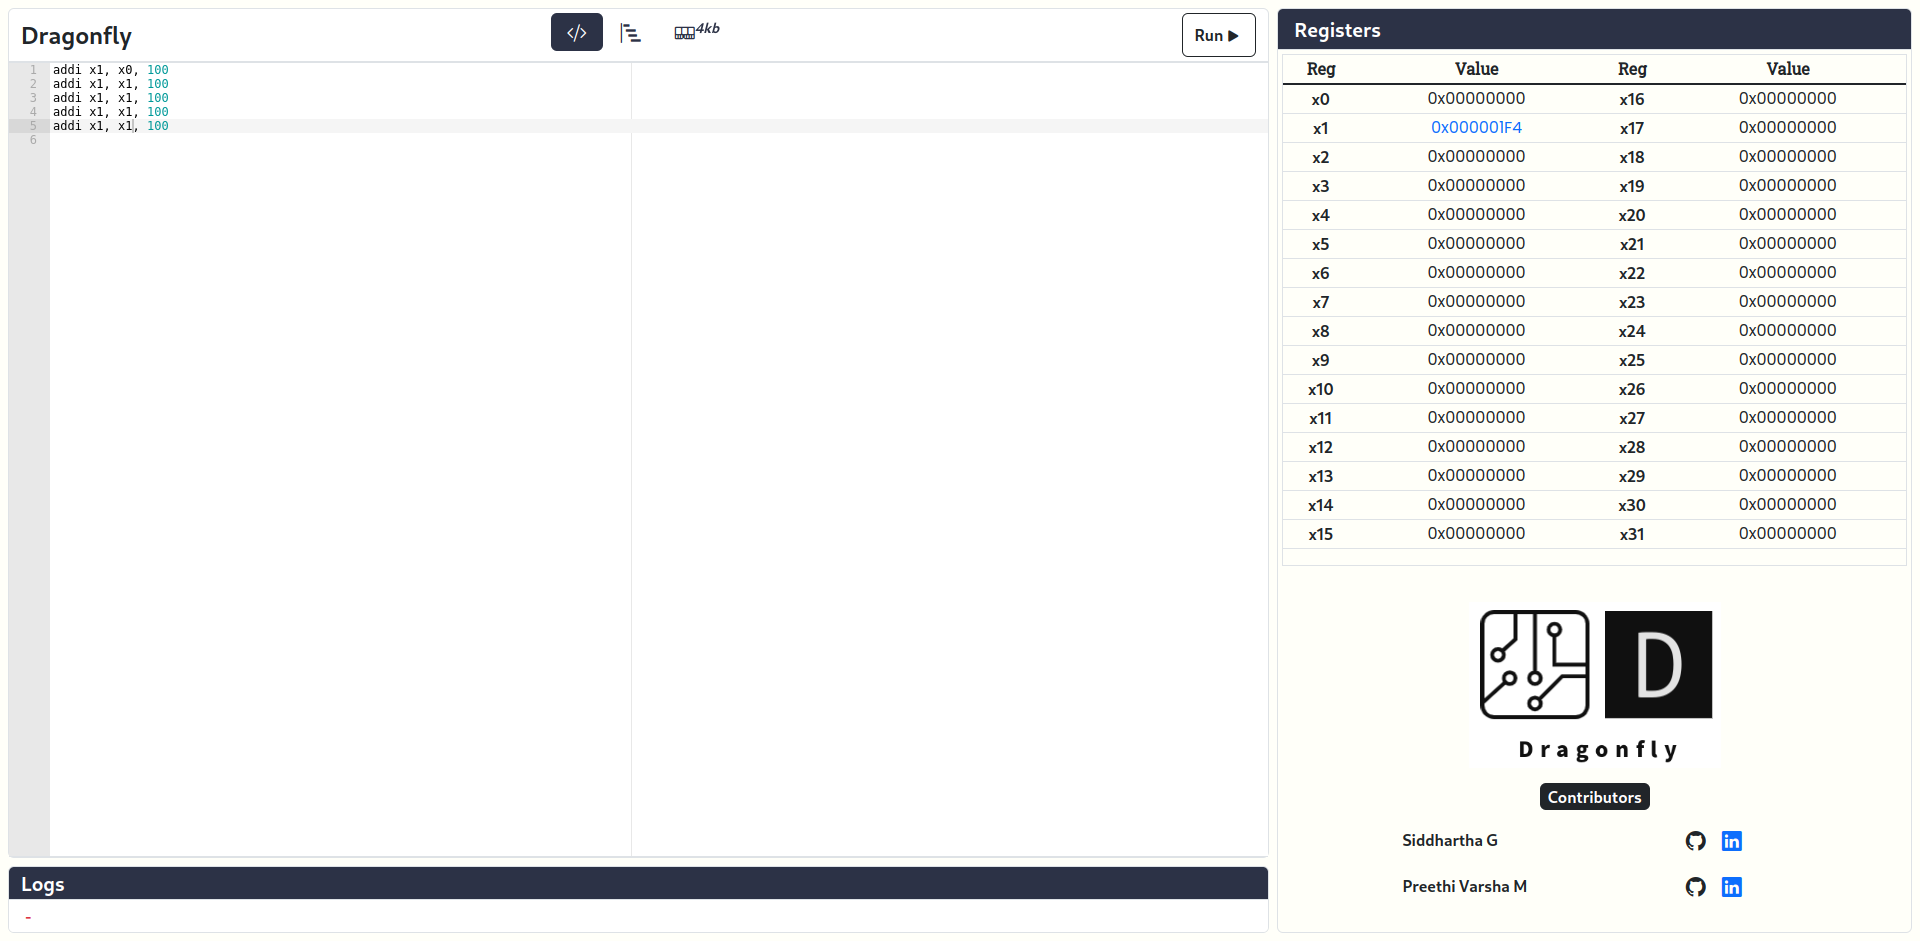 Dragonfly
</>
4kb
Run
1 addi x1, x0, 100
2 addi x1, x1, 100
3 addi x1, x1, 100
4 addi x1, x1, 100
5 addi x1, x1, 100
6
Logs
-
Registers
Reg Value Reg Value
x0 0x00000000 x16 0x00000000
x1 0x000001F4 x17 0x00000000
x2 0x00000000 x18 0x00000000
x3 0x00000000 x19 0x00000000
x4 0x00000000 x20 0x00000000
x5 0x00000000 x21 0x00000000
x6 0x00000000 x22 0x00000000
x7 0x00000000 x23 0x00000000
x8 0x00000000 x24 0x00000000
x9 0x00000000 x25 0x00000000
x10 0x00000000 x26 0x00000000
x11 0x00000000 x27 0x00000000
x12 0x00000000 x28 0x00000000
x13 0x00000000 x29 0x00000000
x14 0x00000000 x30 0x00000000
x15 0x00000000 x31 0x00000000
D
Dragonfly
Contributors
Siddhartha G
in
Preethi Varsha M
in